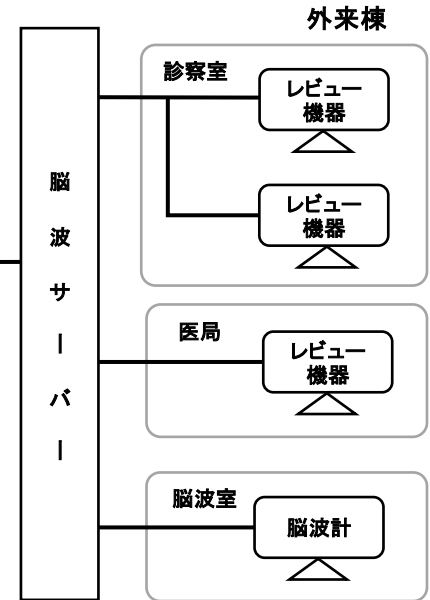 外来棟
脳波サーバー
診察室
レビュー
機器
レビュー
機器
医局
レビュー
機器
脳波室
脳波計